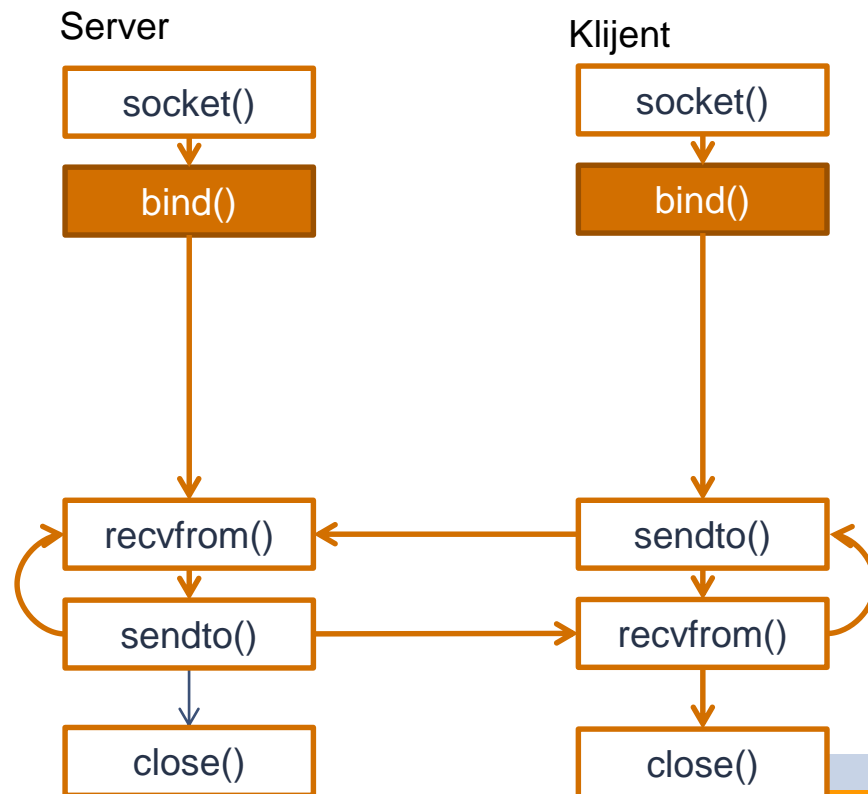 Server
Klijent
socket()
socket()
bind()
bind()
recvfrom()
sendto()
sendto()
recvfrom()
close()
close()